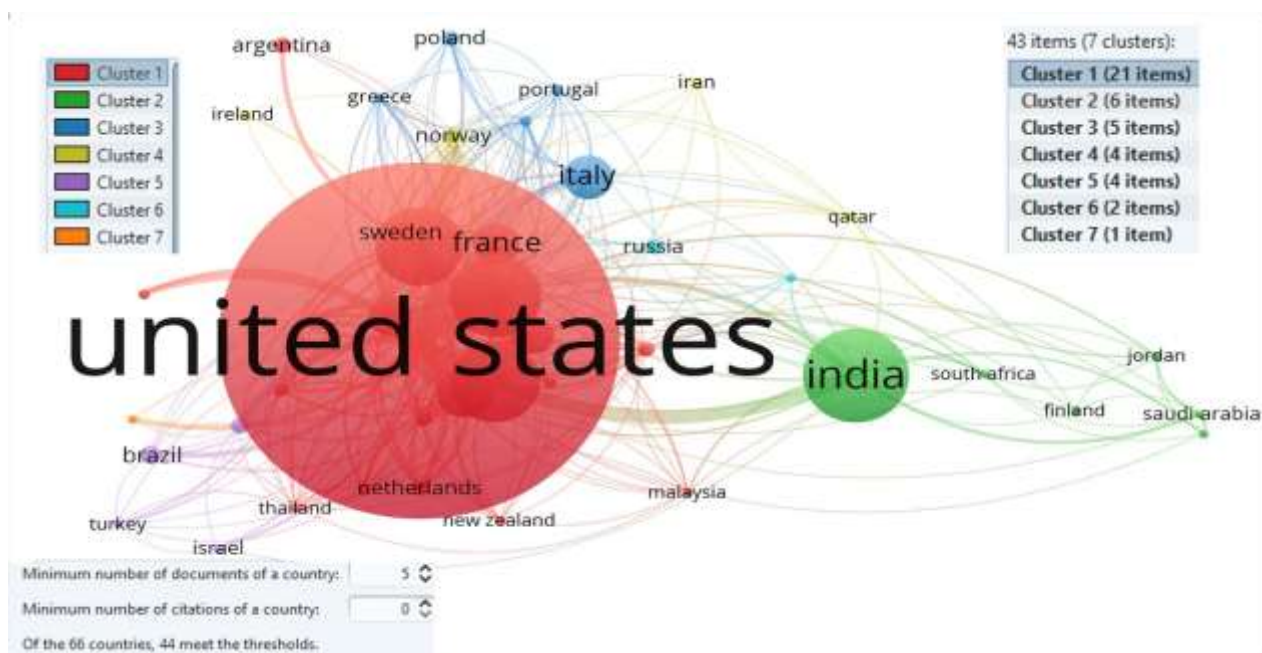 argentina
poland
43 items (7 clusters):
Cluster 1
Cluster 2
Cluster 3
Cluster 4
Cluster 5
Cluster 6
Cluster 7
Cluster 1 (21 items)
Cluster 2 (6 items)
Cluster 3 (5 items)
Cluster 4 (4 items)
Cluster 5 (4 items)
Cluster 6 (2 items)
Cluster 7 (1 item)
greece
portugal
iran
ireland
norway
italy
qatar
sweden
france
russia
united states
india
jordan
south africa
finland
saudi arabia
brazil
netherlands
malaysia
thailand
new zealand
turkey
israel
Minimum number of documents of a country: 5
Minimum number of citations of a country: 0
Of the 66 countries, 44 meet the thresholds.